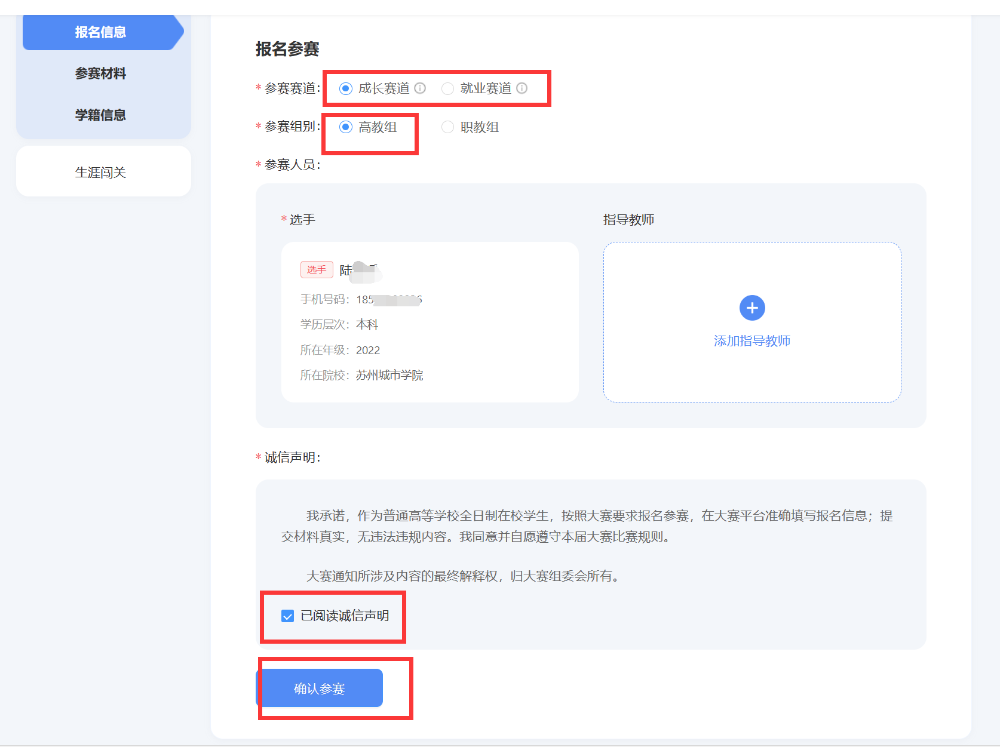 报名信息
参赛材料
学籍信息
生涯闯关
报名参赛
* 参赛赛道： 成长赛道 就业赛道
* 参赛组别： 高教组 职教组
* 参赛人员：
* 选手
指导教师
选手 陆
手机号码：185
学历层次：本科
所在年级：2022
所在院校：苏州城市学院
添加指导教师
* 诚信声明：
我承诺，作为普通高等学校全日制在校学生，按照大赛要求报名参赛，在大赛平台准确填写报名信息；提
交材料真实，无违法违规内容。我同意并自愿遵守本届大赛比赛规则。
大赛通知所涉及内容的最终解释权，归大赛组委会所有。
已阅读诚信声明
确认参赛